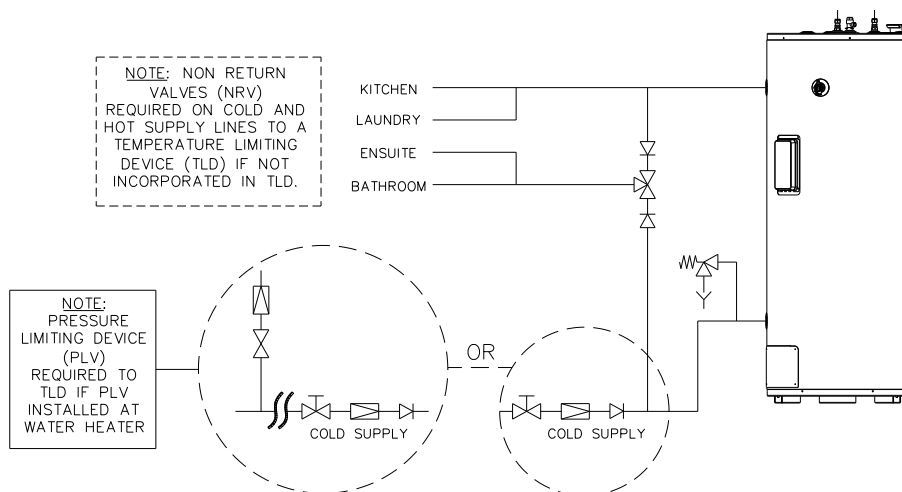 NOTE: NON RETURN
VALVES (NRV)
REQUIRED ON COLD AND
HOT SUPPLY LINES TO A
TEMPERATURE LIMITING
DEVICE (TLD) IF NOT
INCORPORATED IN TLD.
KITCHEN
LAUNDRY
ENSUITE
BATHROOM
NOTE:
PRESSURE
LIMITING DEVICE
(PLV)
REQUIRED TO
TLD IF PLV
INSTALLED AT
WATER HEATER
OR
COLD SUPPLY
COLD SUPPLY